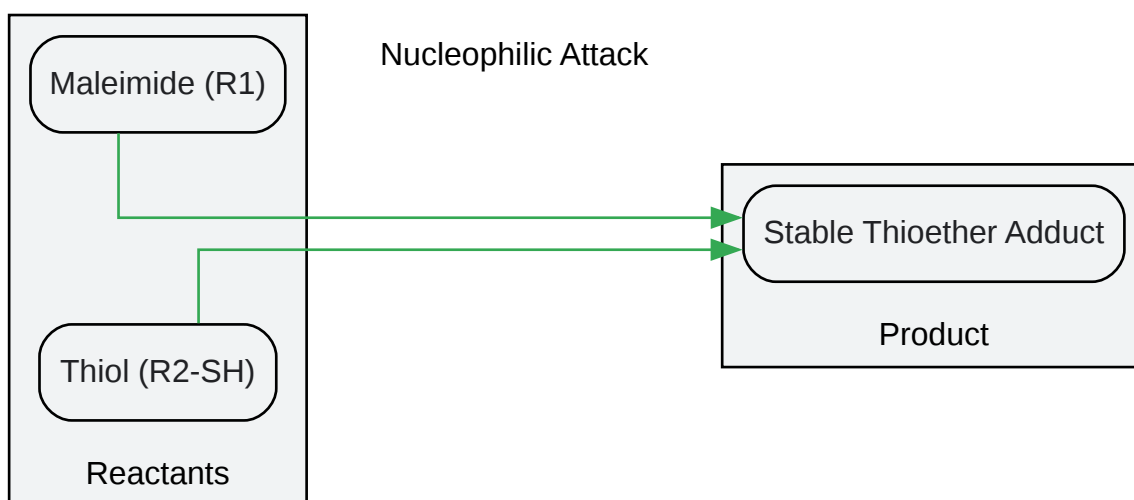 Maleimide (R1)
Nucleophilic Attack
Stable Thioether Adduct
Product
Thiol (R2-SH)
Reactants